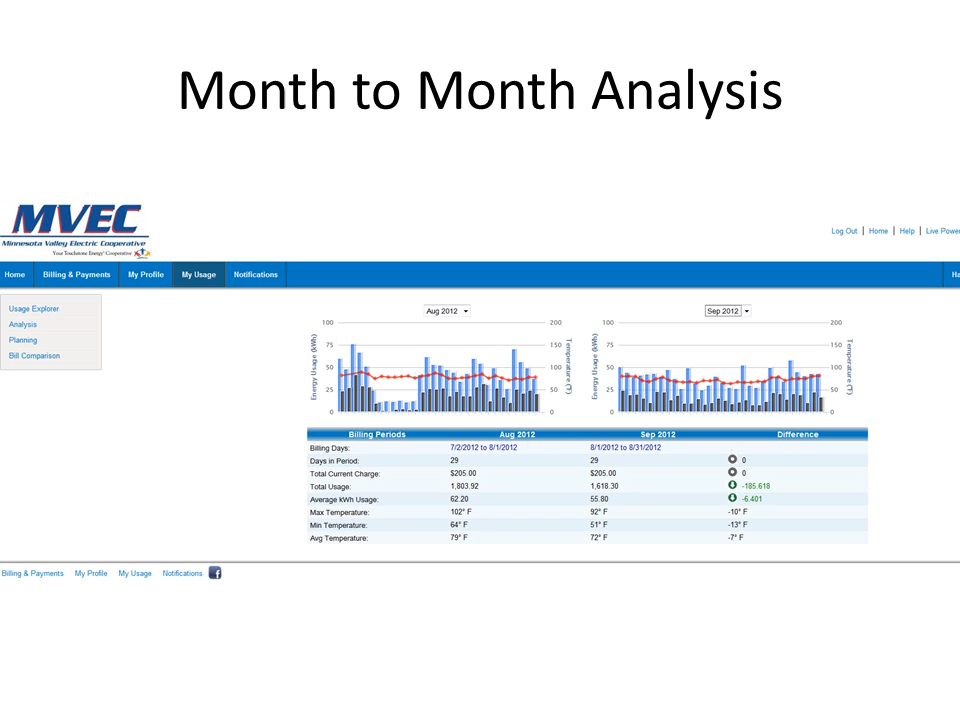 Month to Month Analysis
MVEC
Minnesota Valley Electric Cooperative
Your Touchstone Energy® Cooperative
Log Out | Home | Help | Live Power
Home Billing & Payments My Profile My Usage Notifications Ha
Usage Explorer
Analysis
Planning
Bill Comparison
Aug 2012
100 75 50 25 0
Energy Usage (kWh)
200 150 100 50 0
Temperature (°F)
Sep 2012
100 75 50 25 0
Energy Usage (kWh)
200 150 100 50 0
Temperature (°F)
Billing Periods Aug 2012 Sep 2012 Difference
Billing Days: 7/2/2012 to 8/1/2012 8/1/2012 to 8/31/2012
Days in Period: 29 29 0
Total Current Charge: $205.00 $205.00 0
Total Usage: 1,803.92 1,618.30 -185.618
Average kWh Usage: 62.20 55.80 -6.401
Max Temperature: 102° F 92° F -10° F
Min Temperature: 64° F 51° F -13° F
Avg Temperature: 79° F 72° F -7° F
Billing & Payments My Profile My Usage Notifications f